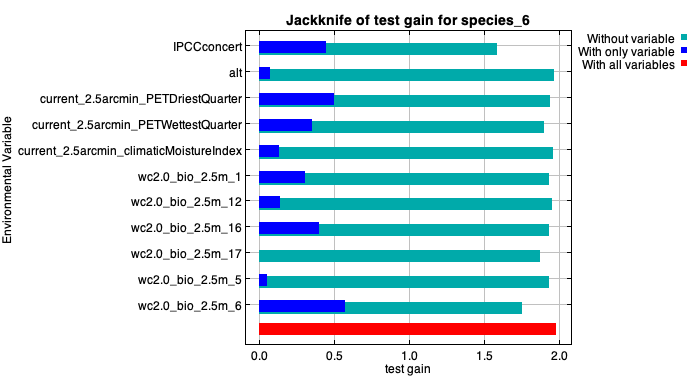 Jackknife of test gain for species_6
Without variable
With only variable
With all variables
Environmental Variable
IPCCconcert
alt
current_2.5arcmin_PETDriestQuarter
current_2.5arcmin_PETWettestQuarter
current_2.5arcmin_climaticMoistureIndex
wc2.0_bio_2.5m_1
wc2.0_bio_2.5m_12
wc2.0_bio_2.5m_16
wc2.0_bio_2.5m_17
wc2.0_bio_2.5m_5
wc2.0_bio_2.5m_6
0.0 0.5 1.0 1.5 2.0
test gain